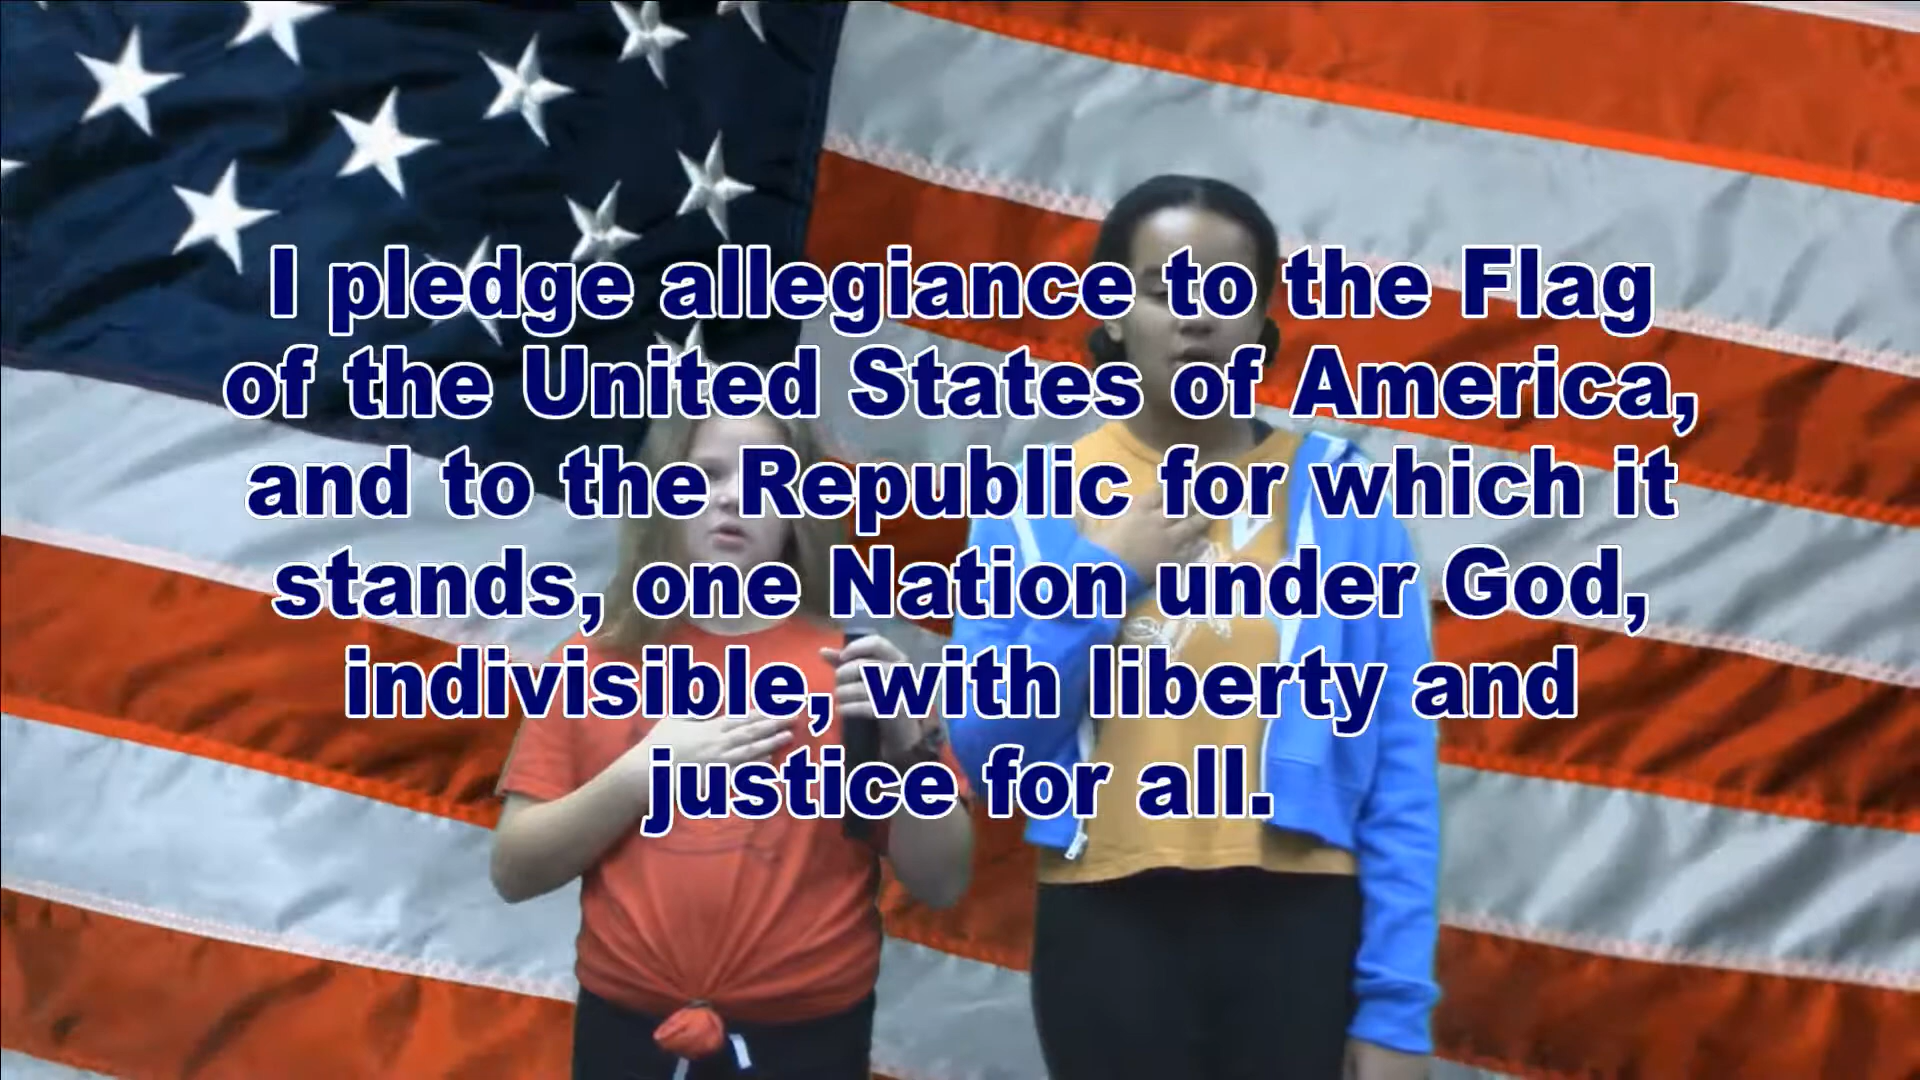 I pledge allegiance to the Flag
of the United States of America,
and to the Republic for which it
stands, one Nation under God,
indivisible, with liberty and
justice for all.